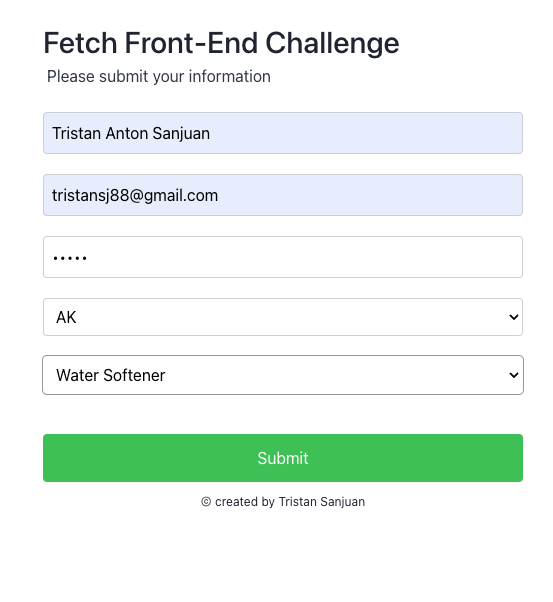 Fetch Front-End Challenge
Please submit your information
Tristan Anton Sanjuan
tristansj88@gmail.com
•••••
AK
Water Softener
Submit
© created by Tristan Sanjuan